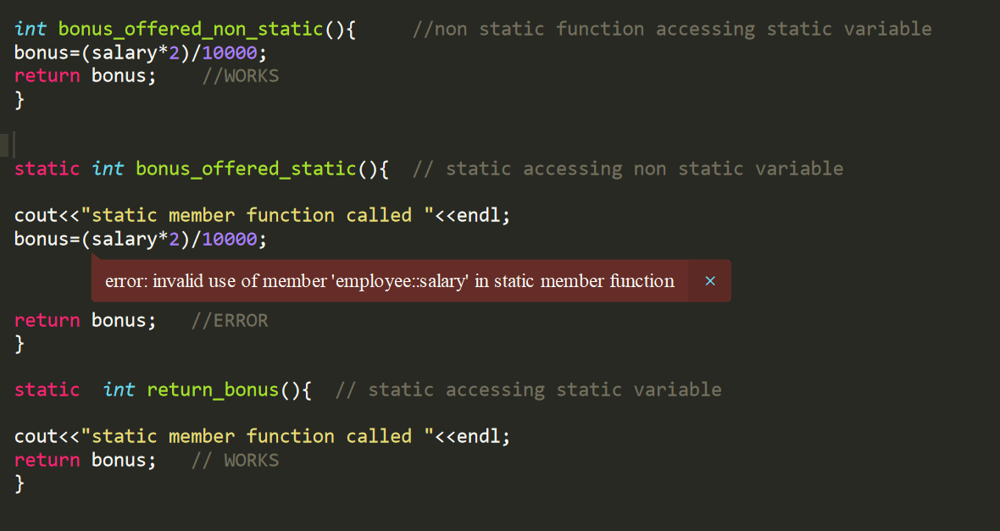 int bonus_offered_non_static(){     //non static function accessing static variable
bonus=(salary*2)/10000;
return bonus;    //WORKS
}
static int bonus_offered_static(){  // static accessing non static variable
cout<<"static member function called "<<endl;
bonus=(salary*2)/10000;
error: invalid use of member 'employee::salary' in static member function ×
return bonus;   //ERROR
}
static  int return_bonus(){  // static accessing static variable
cout<<"static member function called "<<endl;
return bonus;   // WORKS
}